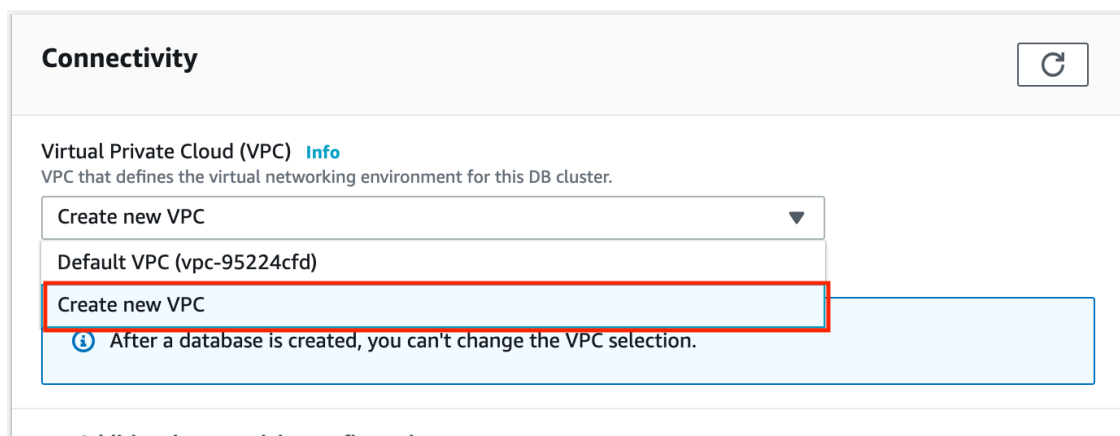 Connectivity
Virtual Private Cloud (VPC) Info
VPC that defines the virtual networking environment for this DB cluster.
Create new VPC
Default VPC (vpc-95224cfd)
Create new VPC
After a database is created, you can't change the VPC selection.